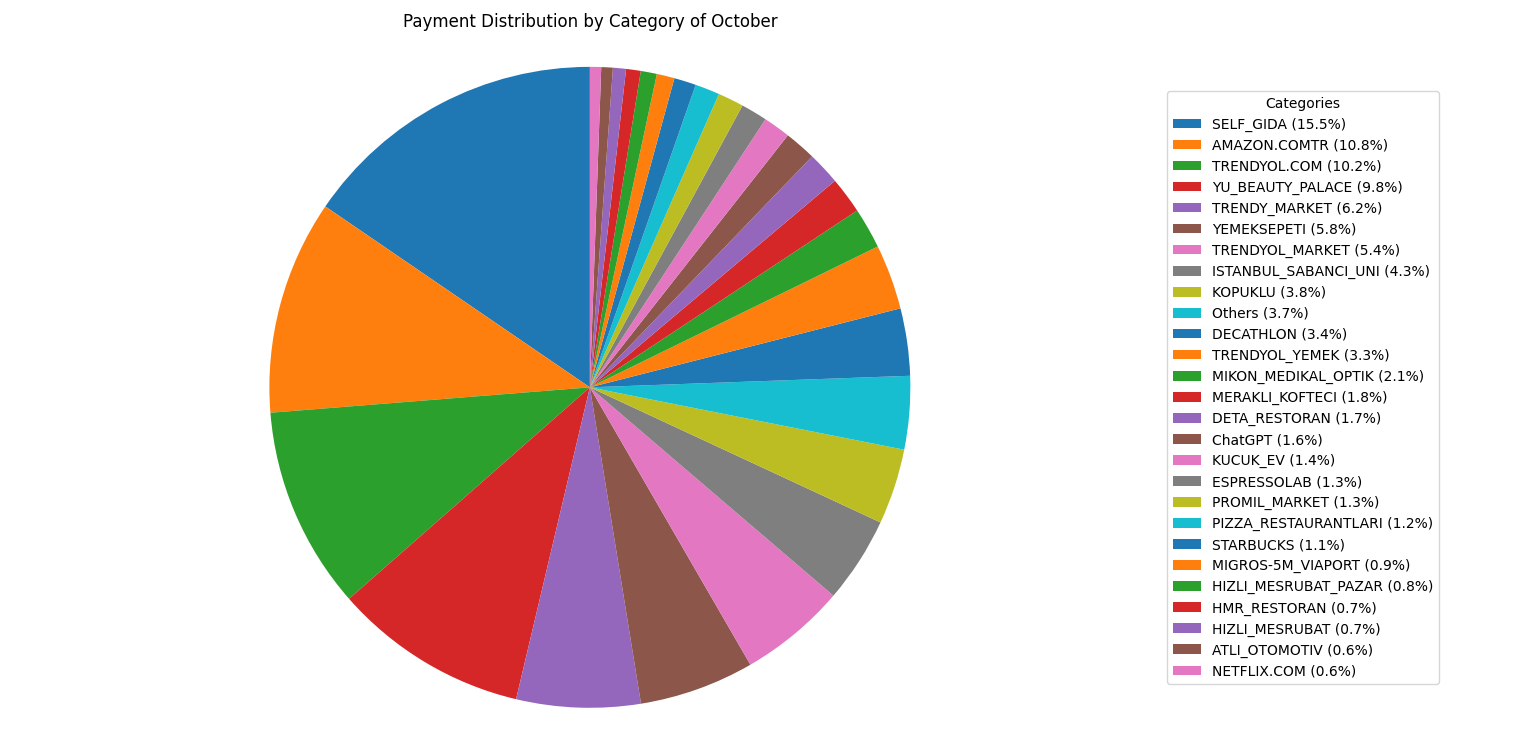 Payment Distribution by Category of October
Categories
SELF_GIDA (15.5%)
AMAZON.COMTR (10.8%)
TRENDYOL.COM (10.2%)
YU_BEAUTY_PALACE (9.8%)
TRENDY_MARKET (6.2%)
YEMEKSEPETI (5.8%)
TRENDYOL_MARKET (5.4%)
ISTANBUL_SABANCI_UNI (4.3%)
KOPUKLU (3.8%)
Others (3.7%)
DECATHLON (3.4%)
TRENDYOL_YEMEK (3.3%)
MIKON_MEDIKAL_OPTIK (2.1%)
MERAKLI_KOFTECI (1.8%)
DETA_RESTORAN (1.7%)
ChatGPT (1.6%)
KUCUK_EV (1.4%)
ESPRESSOLAB (1.3%)
PROMIL_MARKET (1.3%)
PIZZA_RESTAURANTLARI (1.2%)
STARBUCKS (1.1%)
MIGROS-5M_VIAPORT (0.9%)
HIZLI_MESRUBAT_PAZAR (0.8%)
HMR_RESTORAN (0.7%)
HIZLI_MESRUBAT (0.7%)
ATLI_OTOMOTIV (0.6%)
NETFLIX.COM (0.6%)